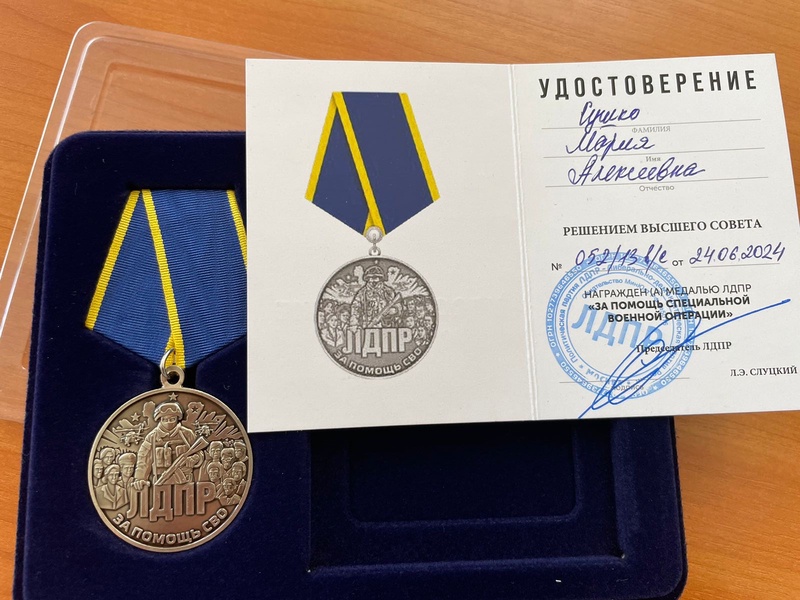 ЛДПР
ЗА ПОМОЩЬ СВО
ЛДПР
ЗА ПОМОЩЬ СВО
УДОСТОВЕРЕНИЕ
ФАМИЛИЯ
Мария
Имя
Алексеевна
Отчество
РЕШЕНИЕМ ВЫСШЕГО СОВЕТА
№ 052/13 в/с от 24.06.2024
НАГРАЖДЕН (А) МЕДАЛЬЮ ЛДПР
«ЗА ПОМОЩЬ СПЕЦИАЛЬНОЙ
ВОЕННОЙ ОПЕРАЦИИ»
ЛДПР
Председатель ЛДПР
Л.Э. СЛУЦКИЙ